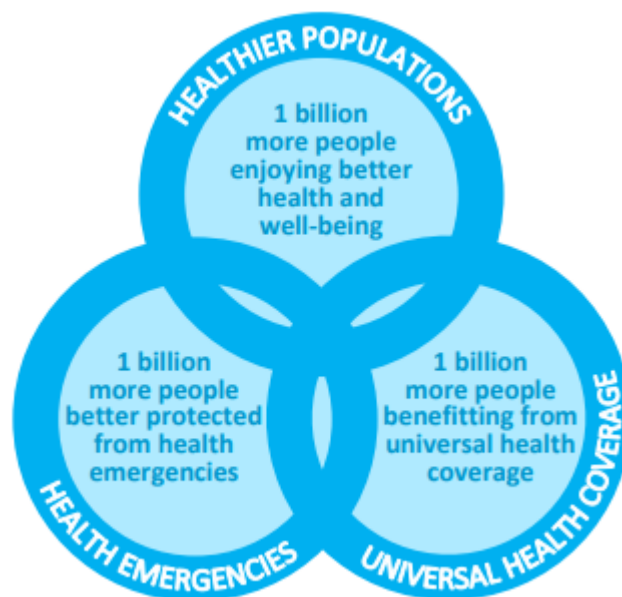 HEALTHIER POPULATIONS
1 billion
more people
enjoying better
health and
well-being
1 billion
more people
better protected
from health
emergencies
HEALTH EMERGENCIES
1 billion
more people
benefitting from
universal health
coverage
UNIVERSAL HEALTH COVERAGE